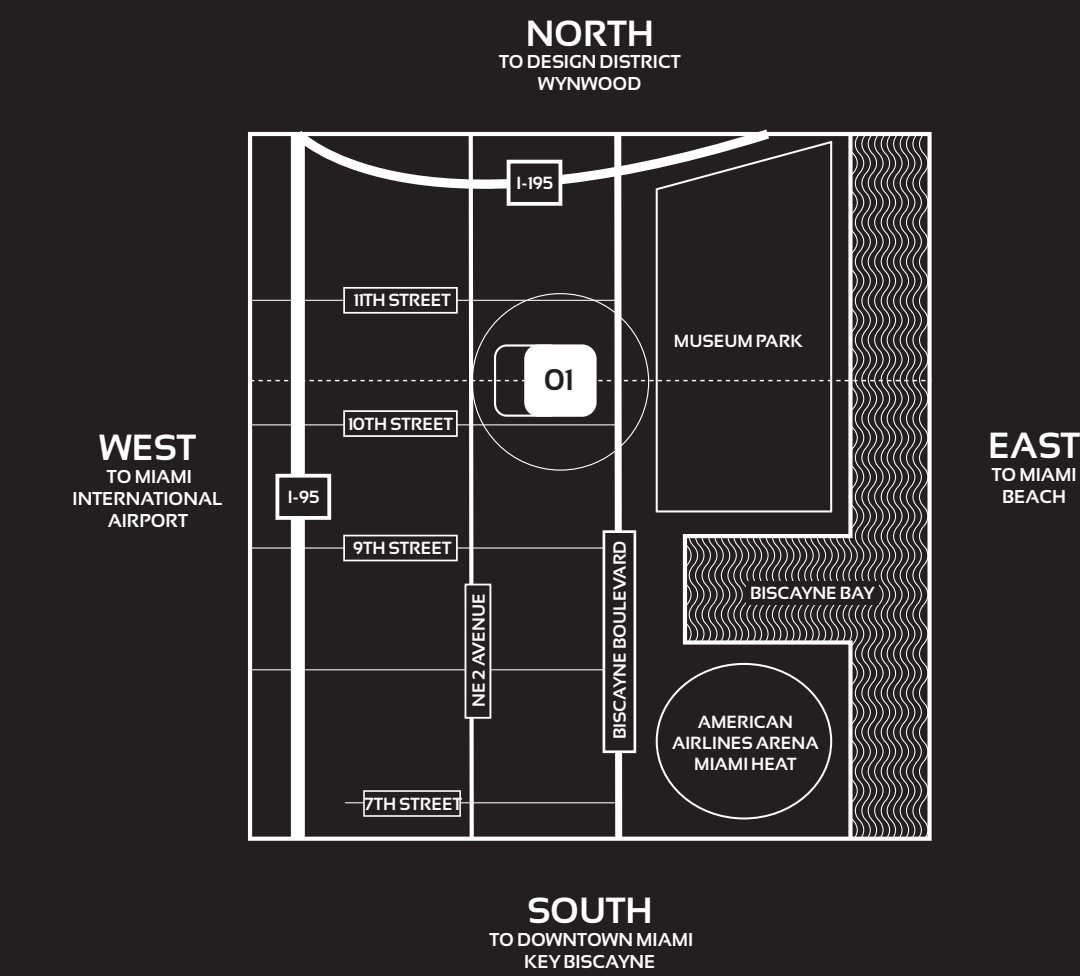 NORTH
TO DESIGN DISTRICT
WYNWOOD
I-195
11TH STREET
MUSEUM PARK
01
10TH STREET
WEST
TO MIAMI
INTERNATIONAL
AIRPORT
EAST
TO MIAMI
BEACH
I-95
9TH STREET
BISCAYNE BOULEVARD
NE 2 AVENUE
BISCAYNE BAY
AMERICAN
AIRLINES ARENA
MIAMI HEAT
7TH STREET
SOUTH
TO DOWNTOWN MIAMI
KEY BISCAYNE